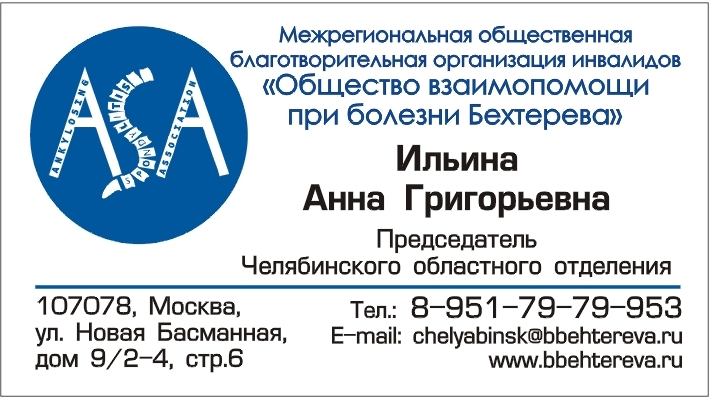 ANKYLOSING
SPONDYLITIS
ASSOCIATION
ASA
Межрегиональная общественная
благотворительная организация инвалидов
«Общество взаимопомощи
при болезни Бехтерева»
Ильина
Анна Григорьевна
Председатель
Челябинского областного отделения
107078, Москва,
ул. Новая Басманная,
дом 9/2-4, стр.6
Тел.: 8-951-79-79-953
E-mail: chelyabinsk@bbehtereva.ru
www.bbehtereva.ru